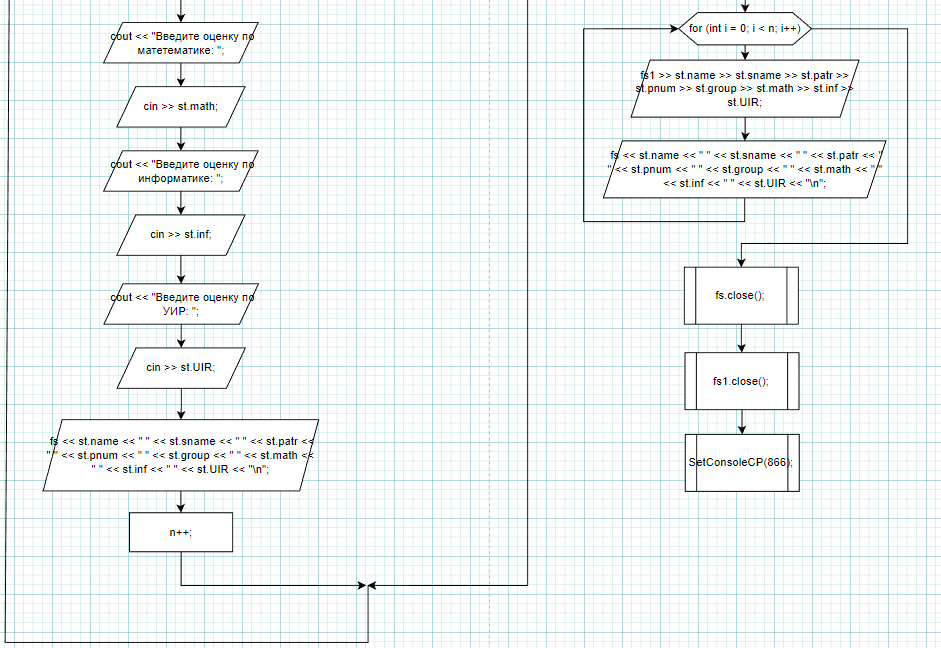 cout << "Введите оценку по
матетематике: ";
cin >> st.math;
cout << "Введите оценку по
информатике: ";
cin >> st.inf;
cout << "Введите оценку по
УИР: ";
cin >> st.UIR;
fs << st.name << " " << st.sname << " " << st.patr <<
" " << st.pnum << " " << st.group << " " << st.math <<
" " << st.inf << " " << st.UIR << "\n";
n++;
for (int i = 0; i < n; i++)
fs1 >> st.name >> st.sname >> st.patr >>
st.pnum >> st.group >> st.math >> st.inf >>
st.UIR;
fs << st.name << " " << st.sname << " " << st.patr << "
" << st.pnum << " " << st.group << " " << st.math << " "
<< st.inf << " " << st.UIR << "\n";
fs.close();
fs1.close();
SetConsoleCP(866);